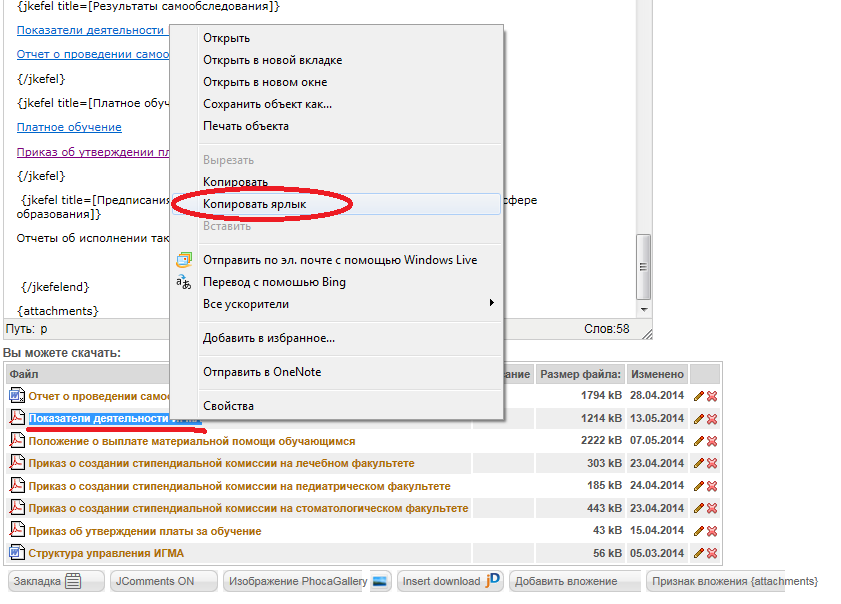 {jkefel title=[Результаты самообследования]}
Показатели деятельности
Отчет о проведении самоо
{/jkefel}
{jkefel title=[Платное обуч
Платное обучение
Приказ об утверждении пл
{/jkefel}
{jkefel title=[Предписания сфере
образования]}
Отчеты об исполнении так
{/jkefelend}
{attachments}
Открыть
Открыть в новой вкладке
Открыть в новом окне
Сохранить объект как...
Печать объекта
Вырезать
Копировать
Копировать ярлык
Вставить
Отправить по эл. почте с помощью Windows Live
Перевод с помощью Bing
Все ускорители
Добавить в избранное...
Отправить в OneNote
Свойства
Путь: p Слов:58
Вы можете скачать:
Файл ание Размер файла: Изменено
Отчет о проведении само 1794 kB 28.04.2014
Показатели деятельности 1214 kB 13.05.2014
Положение о выплате материальной помощи обучающимся 2222 kB 07.05.2014
Приказ о создании стипендиальной комиссии на лечебном факультете 303 kB 23.04.2014
Приказ о создании стипендиальной комиссии на педиатрическом факультете 185 kB 24.04.2014
Приказ о создании стипендиальной комиссии на стоматологическом факультете 443 kB 23.04.2014
Приказ об утверждении платы за обучение 43 kB 15.04.2014
Структура управления ИГМА 56 kB 05.03.2014
Закладка JComments ON Изображение PhocaGallery Insert download jD Добавить вложение Признак вложения {attachments}